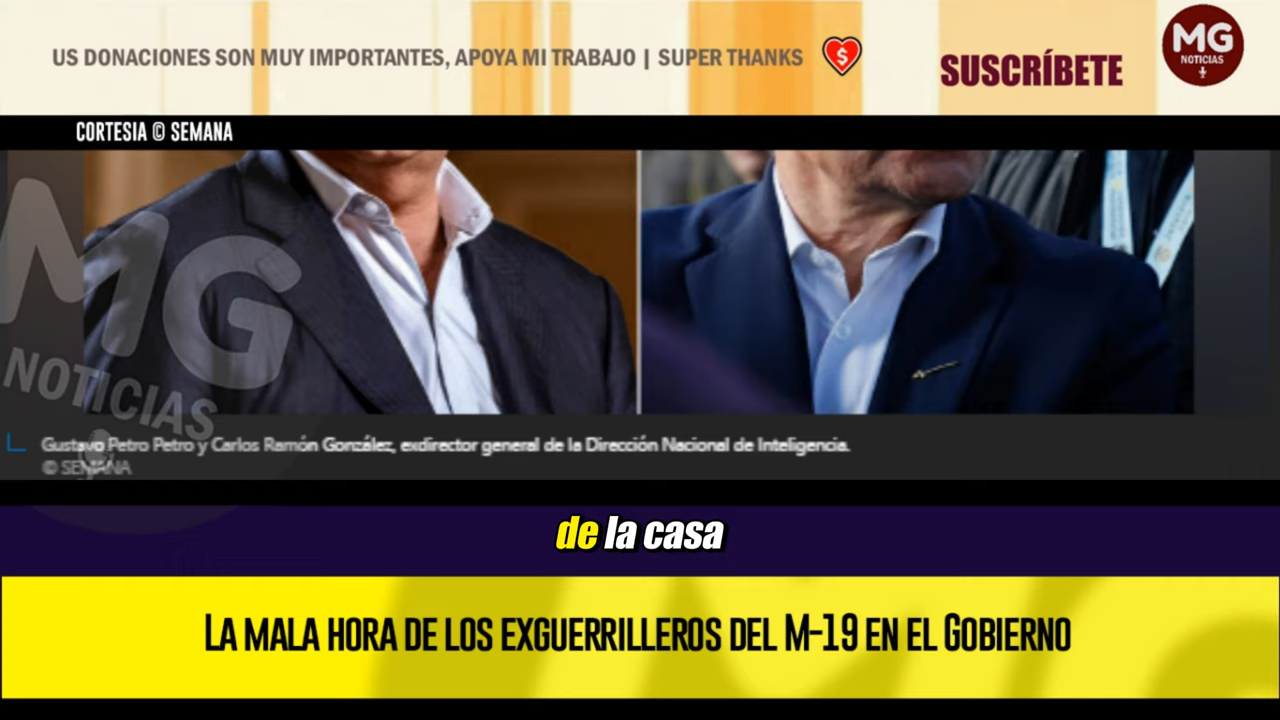 US DONACIONES SON MUY IMPORTANTES, APOYA MI TRABAJO | SUPER THANKS
$
SUSCRÍBETE
MG
NOTICIAS
CORTESIA © SEMANA
MG
NOTICIAS
Gustavo Petro Petro y Carlos Ramón González, exdirector general de la Dirección Nacional de Inteligencia.
© SEMANA
de la casa
LA MALA HORA DE LOS EXGUERRILLEROS DEL M-19 EN EL GOBIERNO